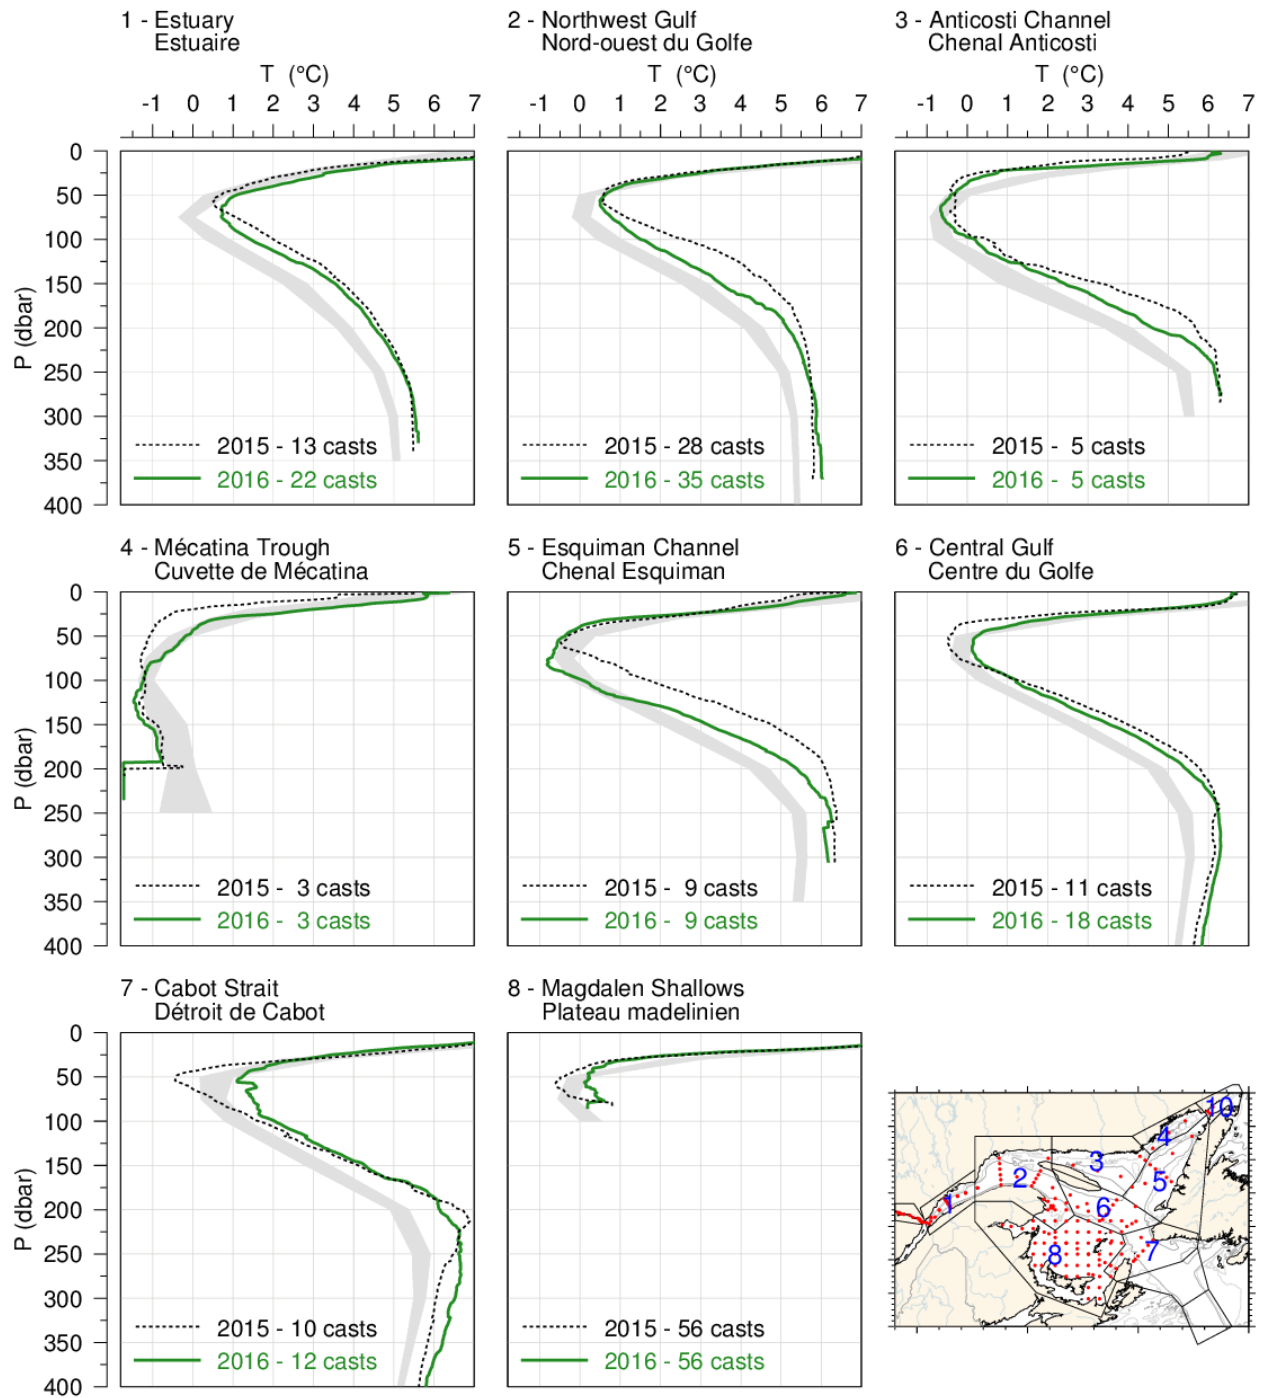 1 - Estuary
Estuaire
2 - Northwest Gulf
Nord-ouest du Golfe
3 - Anticosti Channel
Chenal Anticosti
T (°C)
T (°C)
T (°C)
-1 0 1 2 3 4 5 6 7
-1 0 1 2 3 4 5 6 7
-1 0 1 2 3 4 5 6 7
0
50
100
150
200
250
300
350
400
P (dbar)
2015 - 13 casts
2016 - 22 casts
2015 - 28 casts
2016 - 35 casts
2015 - 5 casts
2016 - 5 casts
4 - Mécatina Trough
Cuvette de Mécatina
5 - Esquiman Channel
Chenal Esquiman
6 - Central Gulf
Centre du Golfe
0
50
100
150
200
250
300
350
400
P (dbar)
2015 - 3 casts
2016 - 3 casts
2015 - 9 casts
2016 - 9 casts
2015 - 11 casts
2016 - 18 casts
7 - Cabot Strait
Détroit de Cabot
8 - Magdalen Shallows
Plateau madelinien
0
50
100
150
200
250
300
350
400
P (dbar)
2015 - 10 casts
2016 - 12 casts
2015 - 56 casts
2016 - 56 casts
10
4
3
2
5
1
6
8
7